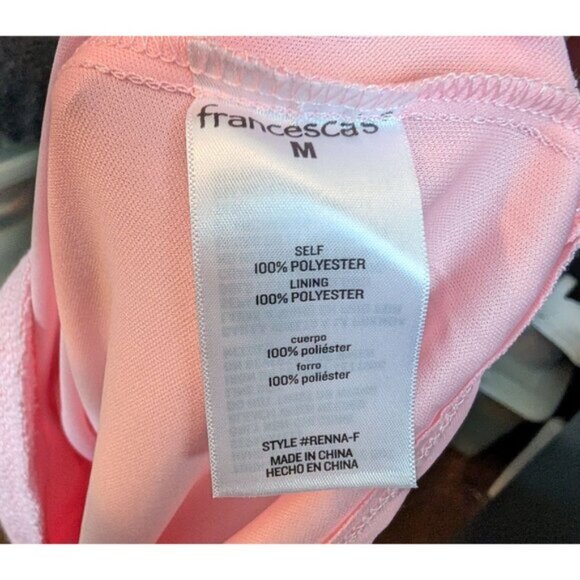 francesca's
M
SELF
100% POLYESTER
LINING
100% POLYESTER
cuerpo
100% poliéster
forro
100% poliéster
STYLE #RENNA-F
MADE IN CHINA
HECHO EN CHINA